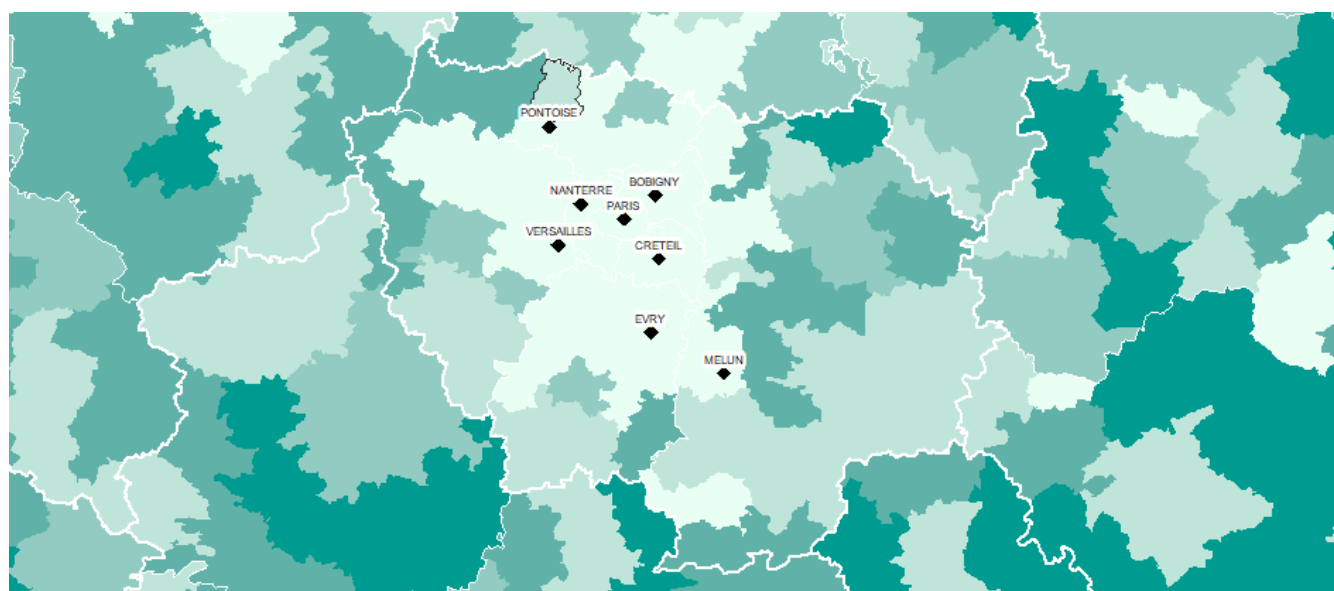 PONTOISE
BOBIGNY
NANTERRE
PARIS
VERSAILLES
CRETEIL
EVRY
MELUN